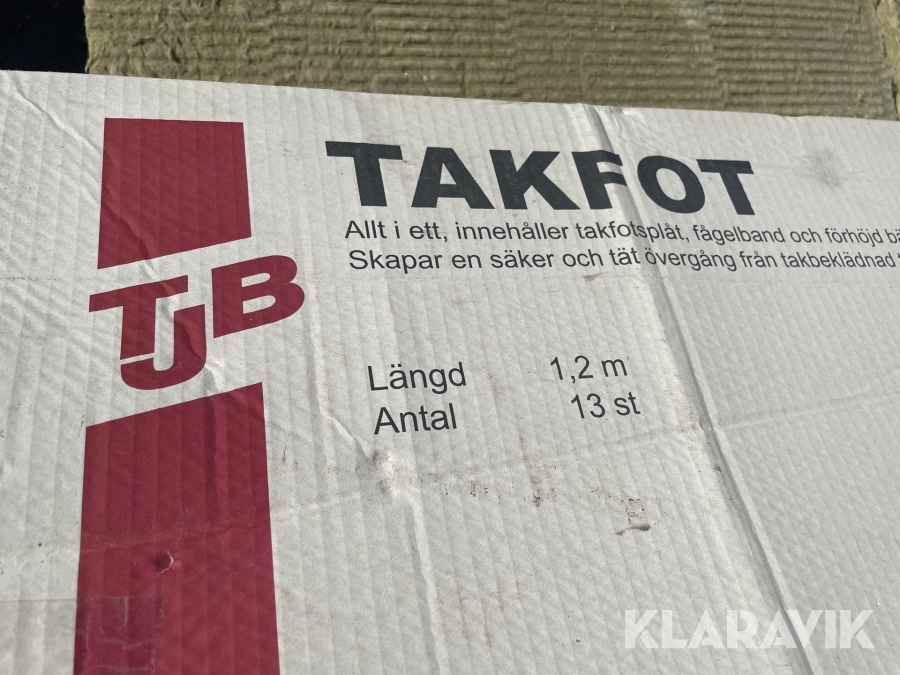 TAKFOT
Allt i ett, innehåller takfotsplåt, fågelband och förhöjd
Skapar en säker och tät övergång från takbeklädnad
TJB
Längd 1,2 m
Antal 13 st
KLARAVIK